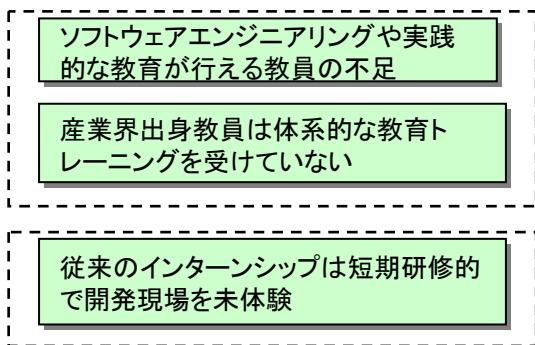 ソフトウェアエンジニアリングや実践
的な教育が行える教員の不足
産業界出身教員は体系的な教育ト
レーニングを受けていない
従来のインターンシップは短期研修的
で開発現場を未体験